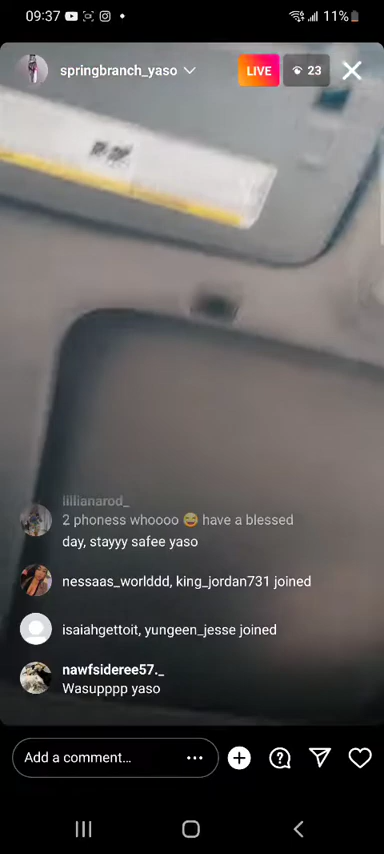 09:37
11%
springbranch_yaso
LIVE
23
lillianarod_
2 phoness whoooo 😂 have a blessed
day, stayyy safee yaso
nessaas_worlddd, king_jordan731 joined
isaiahgettoit, yungeen_jesse joined
nawfsideree57._
Wasupppp yaso
Add a comment...